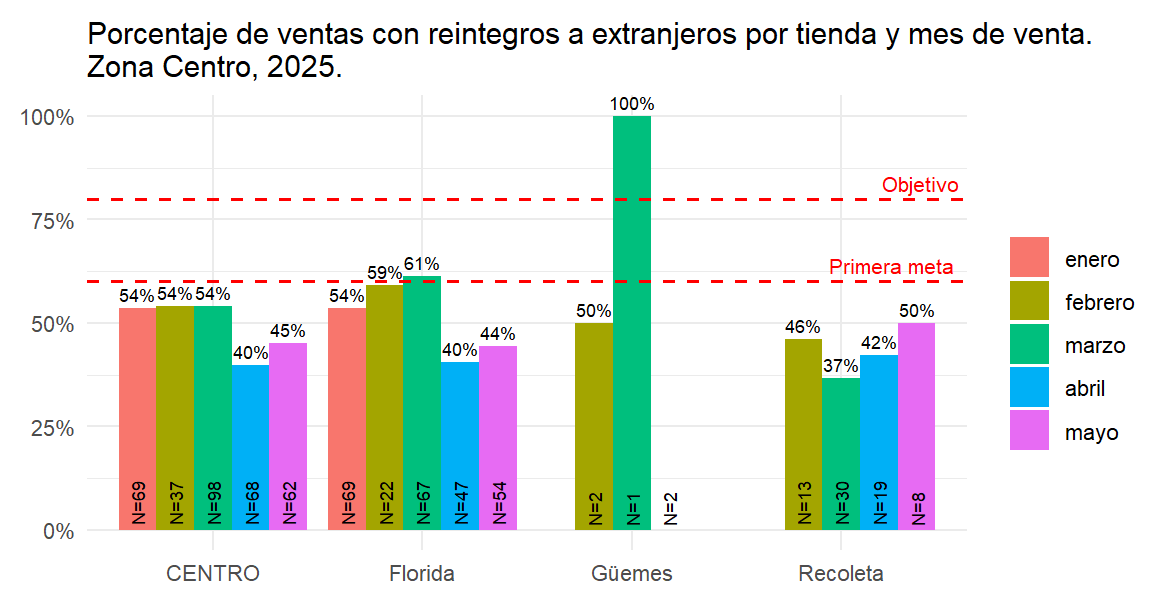 Porcentaje de ventas con reintegros a extranjeros por tienda y mes de venta.
Zona Centro, 2025.
100%
75%
50%
25%
0%
Objetivo
Primera meta
54%
54%
54%
40%
45%
54%
59%
61%
40%
44%
50%
100%
46%
37%
42%
50%
N=69
N=37
N=98
N=68
N=62
N=69
N=22
N=67
N=47
N=54
N=2
N=1
N=2
N=13
N=30
N=19
N=8
CENTRO
Florida
Güemes
Recoleta
enero
febrero
marzo
abril
mayo